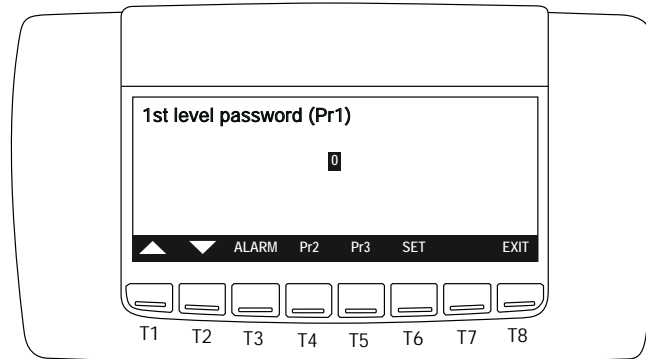 1st level password (Pr1)
0
ALARM Pr2 Pr3 SET EXIT
T1 T2 T3 T4 T5 T6 T7 T8